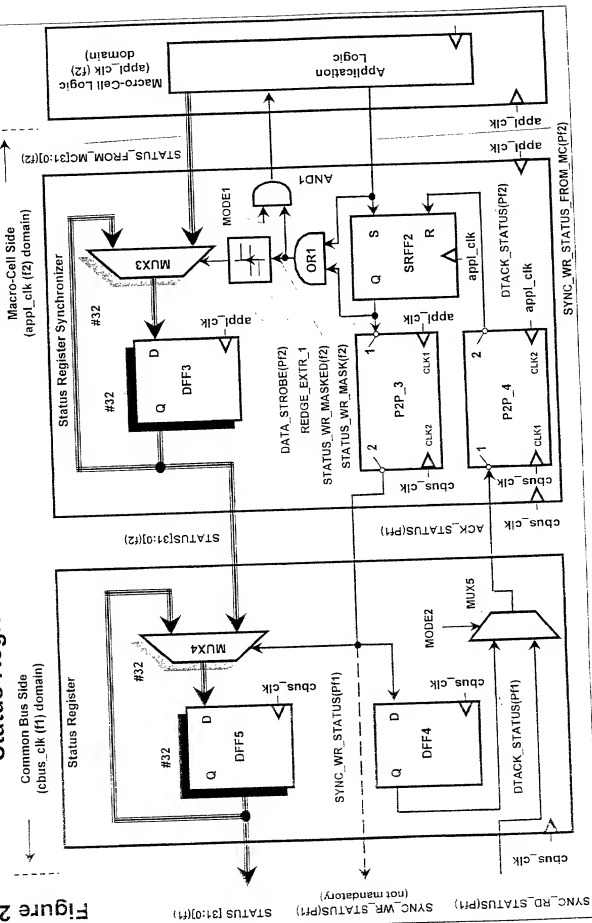 Figure 2
Common Bus Side
(cbus_clk (f1) domain)
Macro-Cell Side
(appl_clk (f2) domain)
Status Register
#32
MUX4
#32
D
Q
DFF5
cbus_clk
D
Q
DFF4
cbus_clk
MODE2
MUX5
SYNC_WR_STATUS(Pf1)
DTACK_STATUS(Pf1)
cbus_clk
STATUS [31:0](f1)
SYNC_WR_STATUS(Pf1)
(not mandatory)
SYNC_RD_STATUS(Pf1)
STATUS[31:0](f2)
ACK_STATUS(Pf1)
cbus_clk
Status Register Synchronizer
#32
MUX3
#32
D
Q
DFF3
appl_clk
MODE1
AND1
OR1
DATA_STROBE(Pf2)
REDGE_EXTR_1
STATUS_WR_MASKED(f2)
STATUS_WR_MASK(f2)
S
Q
R
SRFF2
appl_clk
1
2
P2P_3
CLK1
CLK2
appl_clk
cbus_clk
2
1
P2P_4
CLK2
CLK1
appl_clk
cbus_clk
DTACK_STATUS(Pf2)
SYNC_WR_STATUS_FROM_MC(Pf2)
STATUS_FROM_MC[31:0](f2)
appl_clk
appl_clk
Macro-Cell Logic
(appl_clk (f2)
domain)
Application
Logic